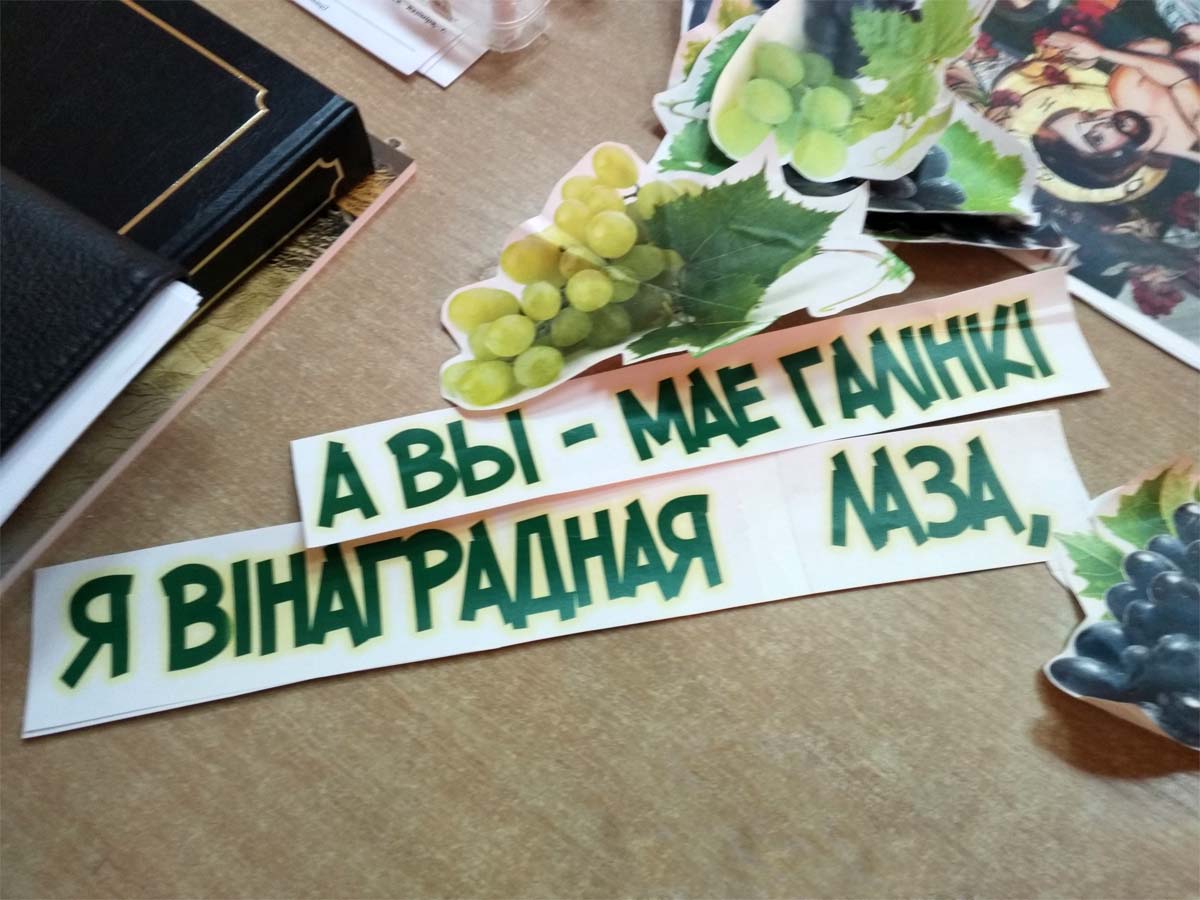 А ВЫ - МАЕ ГАЛІНКІ
Я ВІНАГРАДНАЯ ЛАЗА,